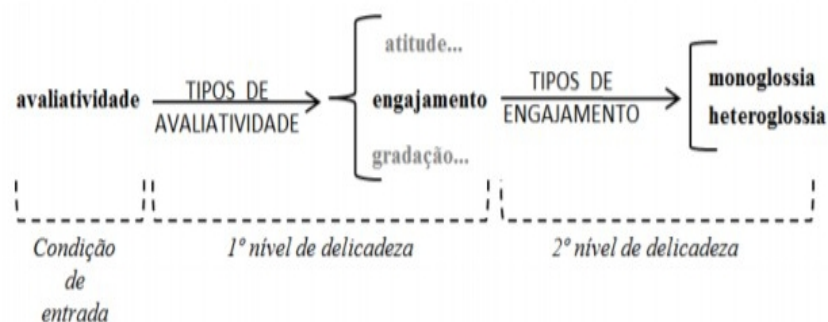 atitude...
avaliatividade
TIPOS DE
AVALIATIVIDADE
engajamento
gradação...
TIPOS DE
ENGAJAMENTO
monoglossia
heteroglossia
Condição
de
entrada
1º nível de delicadeza
2º nível de delicadeza